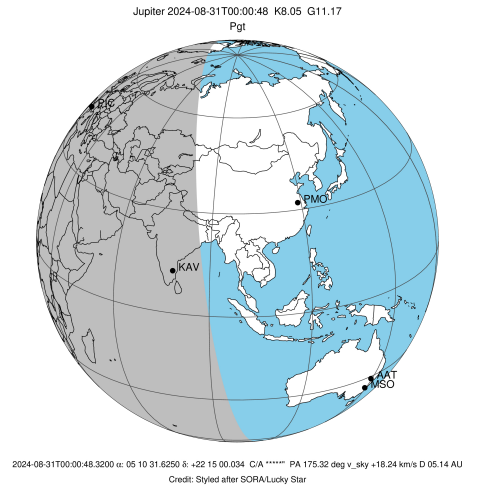 Jupiter 2024-08-31T00:00:48 K8.05 G11.17
Pgt
PIC
PMO
KAV
AAT
MSO
2024-08-31T00:00:48.3200 α: 05 10 31.6250 δ: +22 15 00.034 C/A *****" PA 175.32 deg v_sky +18.24 km/s D 05.14 AU
Credit: Styled after SORA/Lucky Star